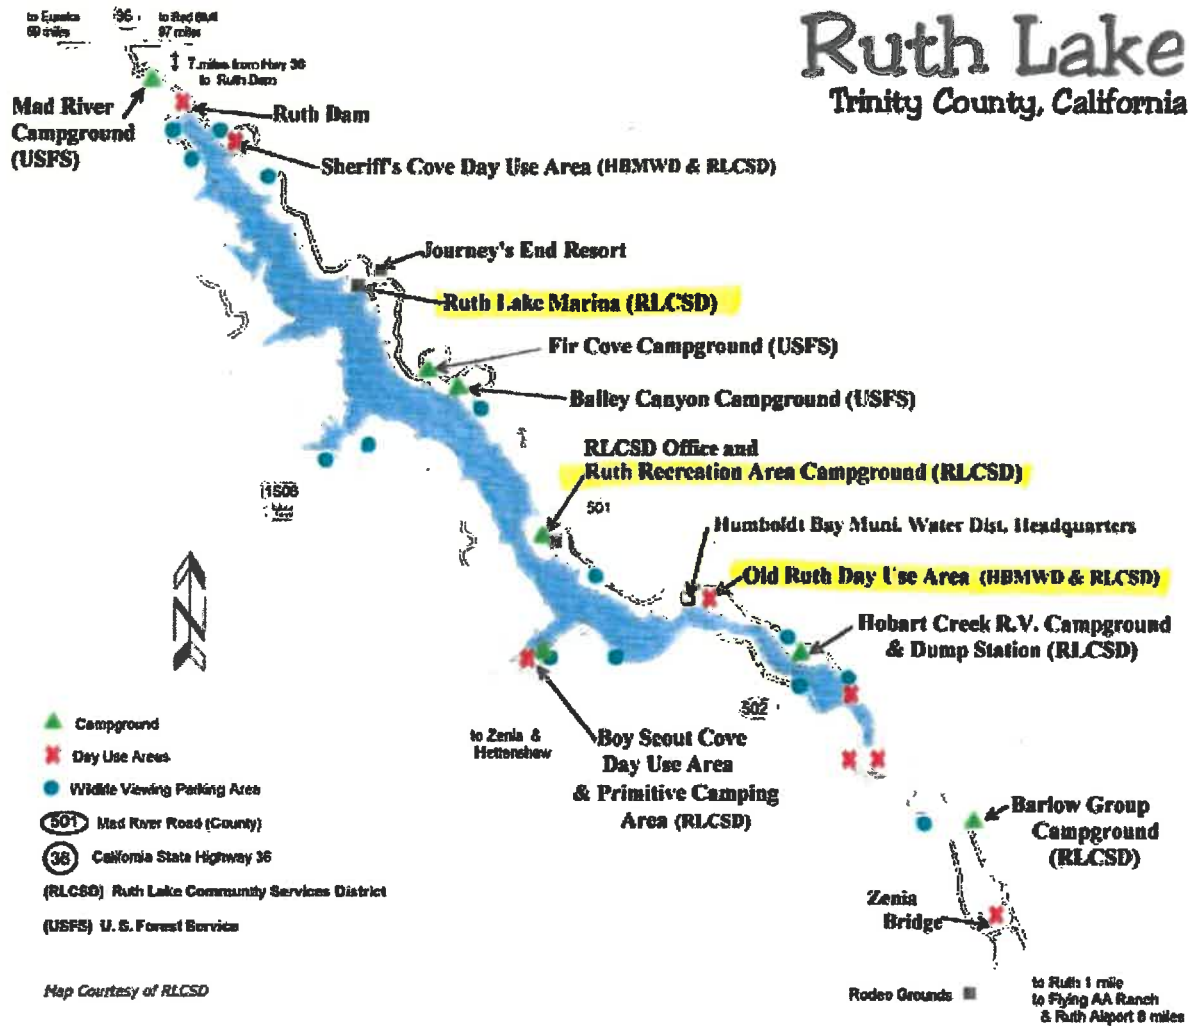 to Eureka
69 miles
36
to Red Bluff
97 miles
7 miles from Hwy 36
to Ruth Dam
Ruth Lake
Trinity County, California
Mad River
Campground
(USFS)
Ruth Dam
Sheriff's Cove Day Use Area (HBMWD & RLCSD)
Journey's End Resort
Ruth Lake Marina (RLCSD)
Fir Cove Campground (USFS)
Bailey Canyon Campground (USFS)
RLCSD Office and
Ruth Recreation Area Campground (RLCSD)
501
Humboldt Bay Muni. Water Dist. Headquarters
Old Ruth Day Use Area (HBMWD & RLCSD)
Hobart Creek R.V. Campground
& Dump Station (RLCSD)
502
to Zenia &
Hettenshaw
Boy Scout Cove
Day Use Area
& Primitive Camping
Area (RLCSD)
N
Campground
Day Use Areas
Wildlife Viewing Parking Area
501 Mad River Road (County)
36 California State Highway 36
(RLCSD) Ruth Lake Community Services District
(USFS) U. S. Forest Service
Map Courtesy of RLCSD
Barlow Group
Campground
(RLCSD)
Zenia
Bridge
Rodeo Grounds
to Ruth 1 mile
to Flying AA Ranch
& Ruth Airport 8 miles